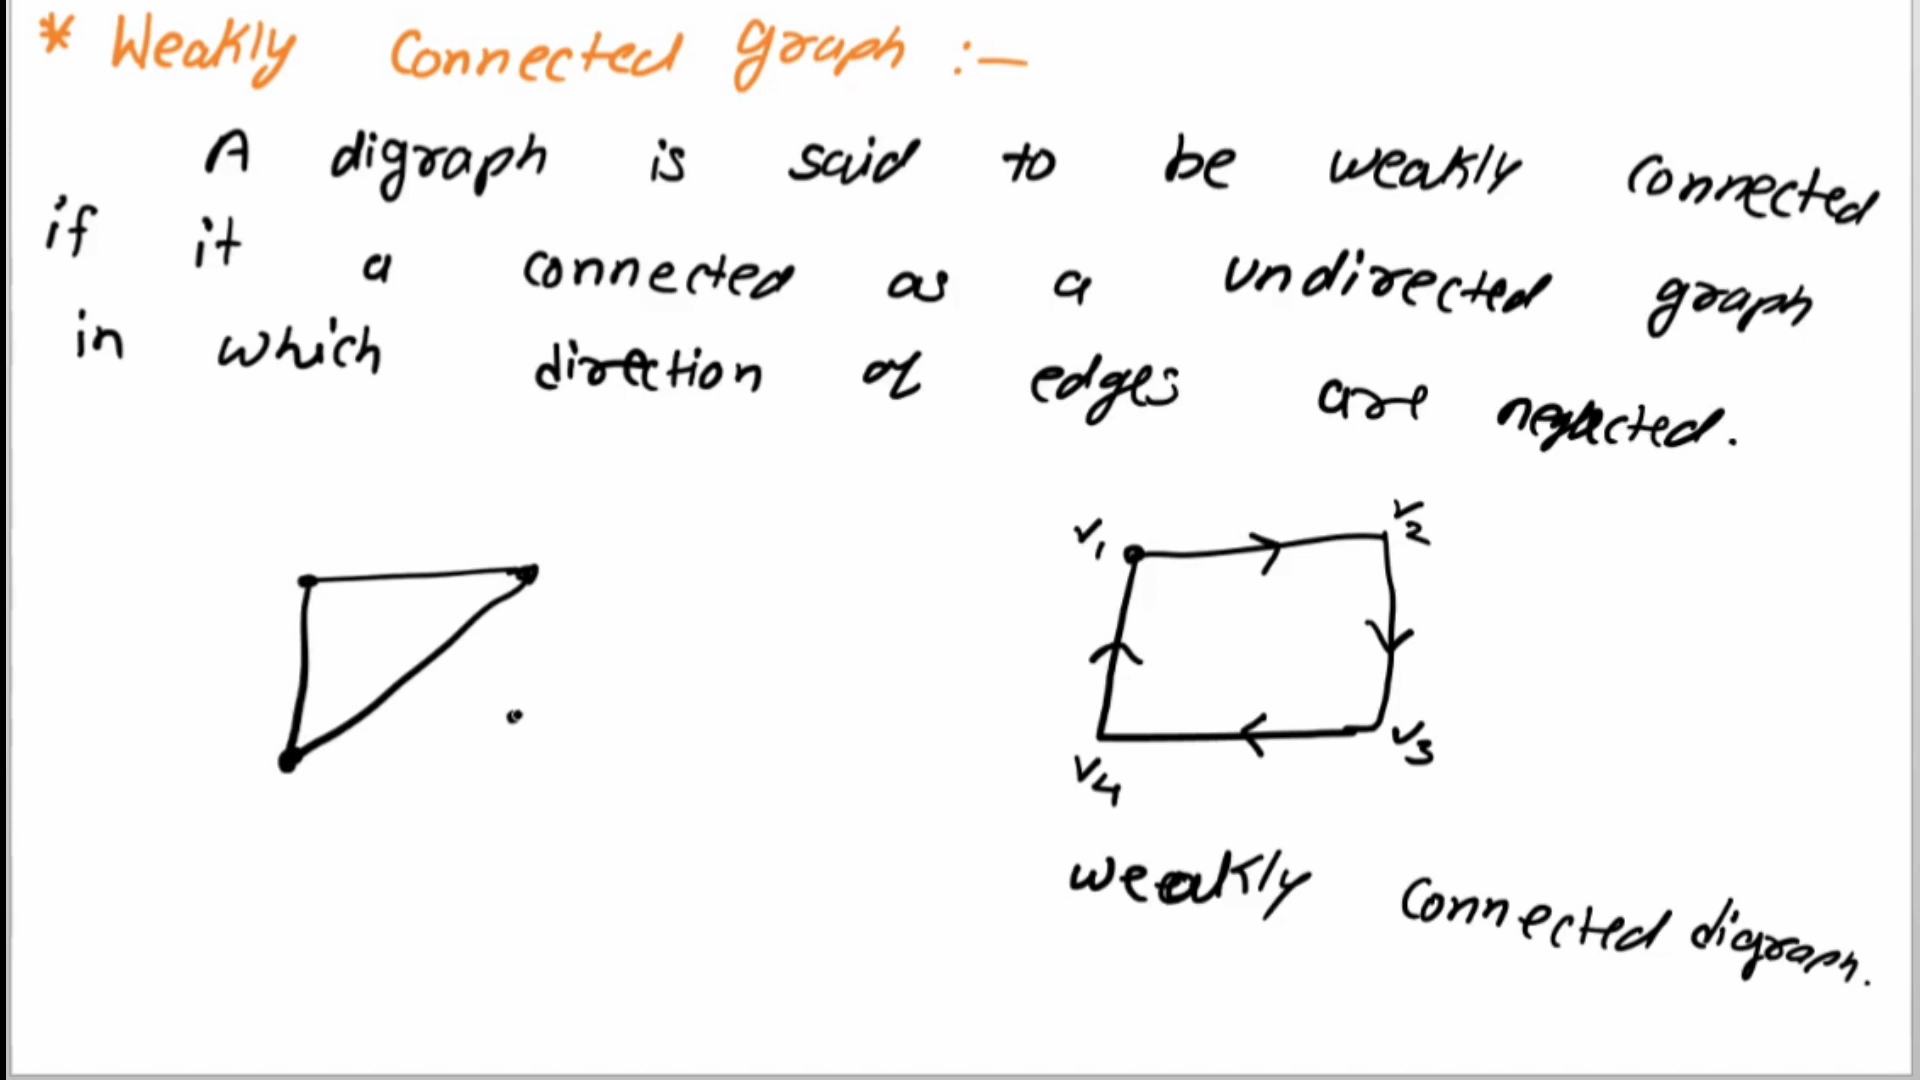 * Weakly Connected graph :—
A digraph is said to be weakly connected
if it a connected as a undirected graph
in which direction of edges are neglected.
V1
V2
V3
V4
weakly connected digraph.